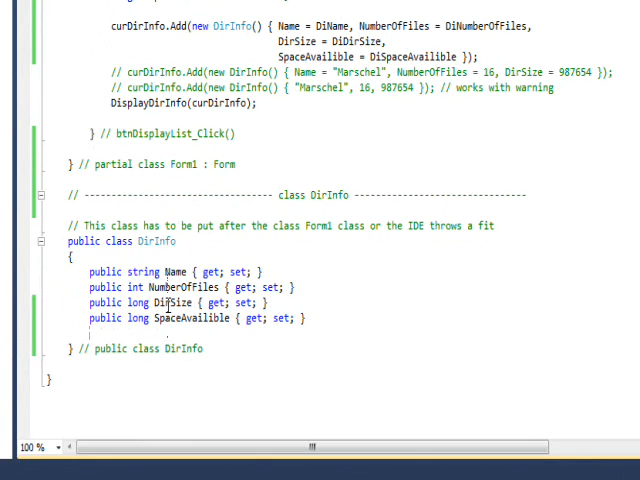 curDirInfo.Add(new DirInfo() { Name = DiName, NumberOfFiles = DiNumberOfFiles,
DirSize = DiDirSize,
SpaceAvailible = DiSpaceAvailible });
// curDirInfo.Add(new DirInfo() { Name = "Marschel", NumberOfFiles = 16, DirSize = 987654 });
// curDirInfo.Add(new DirInfo() { "Marschel", 16, 987654 }); // works with warning
DisplayDirInfo(curDirInfo);
} // btnDisplayList_Click()
} // partial class Form1 : Form
// ----------------------------------- class DirInfo --------------------------------
// This class has to be put after the class Form1 class or the IDE throws a fit
public class DirInfo
{
public string Name { get; set; }
public int NumberOfFiles { get; set; }
public long DirSize { get; set; }
public long SpaceAvailible { get; set; }
} // public class DirInfo
}
100 %